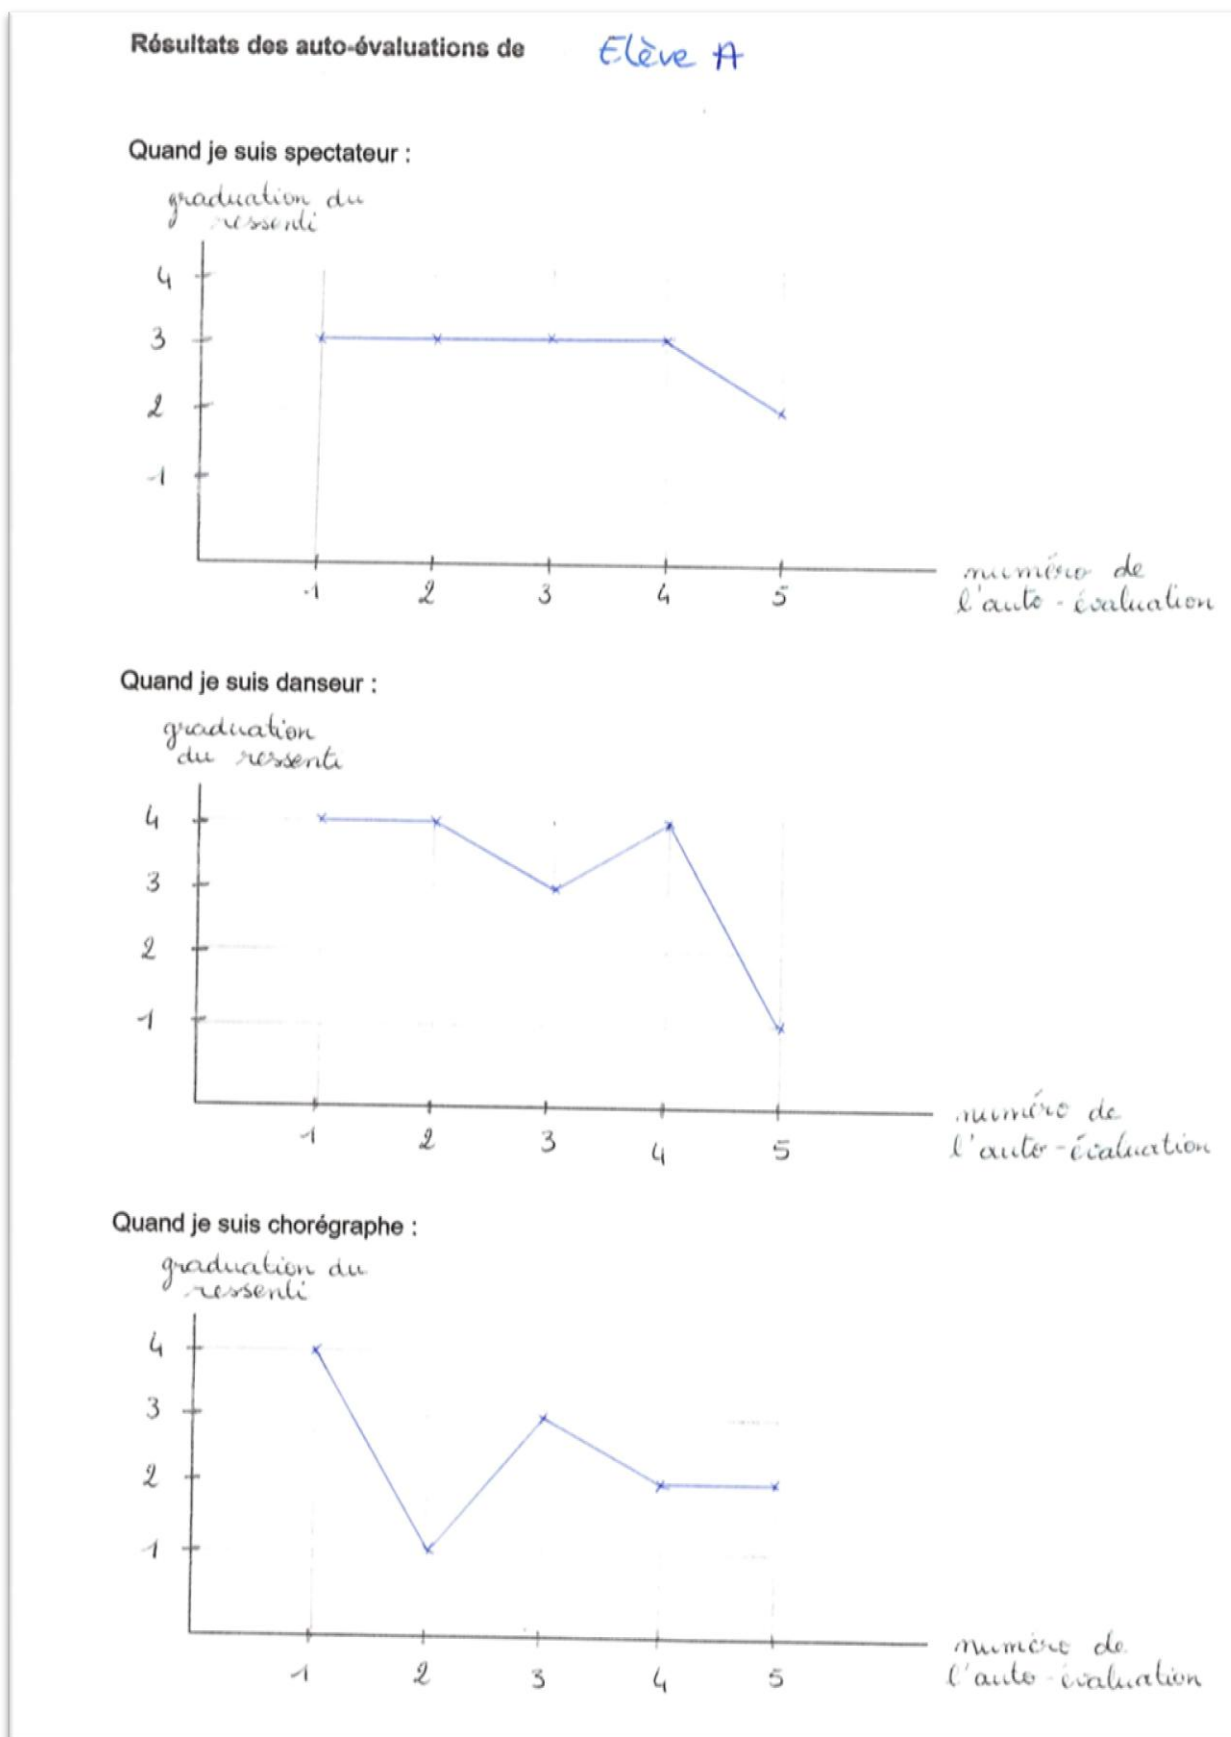 Résultats des auto-évaluations de Elève A
Quand je suis spectateur :
graduation du
ressenti
4
3
2
1
1 2 3 4 5
numéro de
l'auto-évaluation
Quand je suis danseur :
graduation
du ressenti
4
3
2
1
1 2 3 4 5
numéro de
l'auto-évaluation
Quand je suis chorégraphe :
graduation du
ressenti
4
3
2
1
1 2 3 4 5
numéro de
l'auto-évaluation